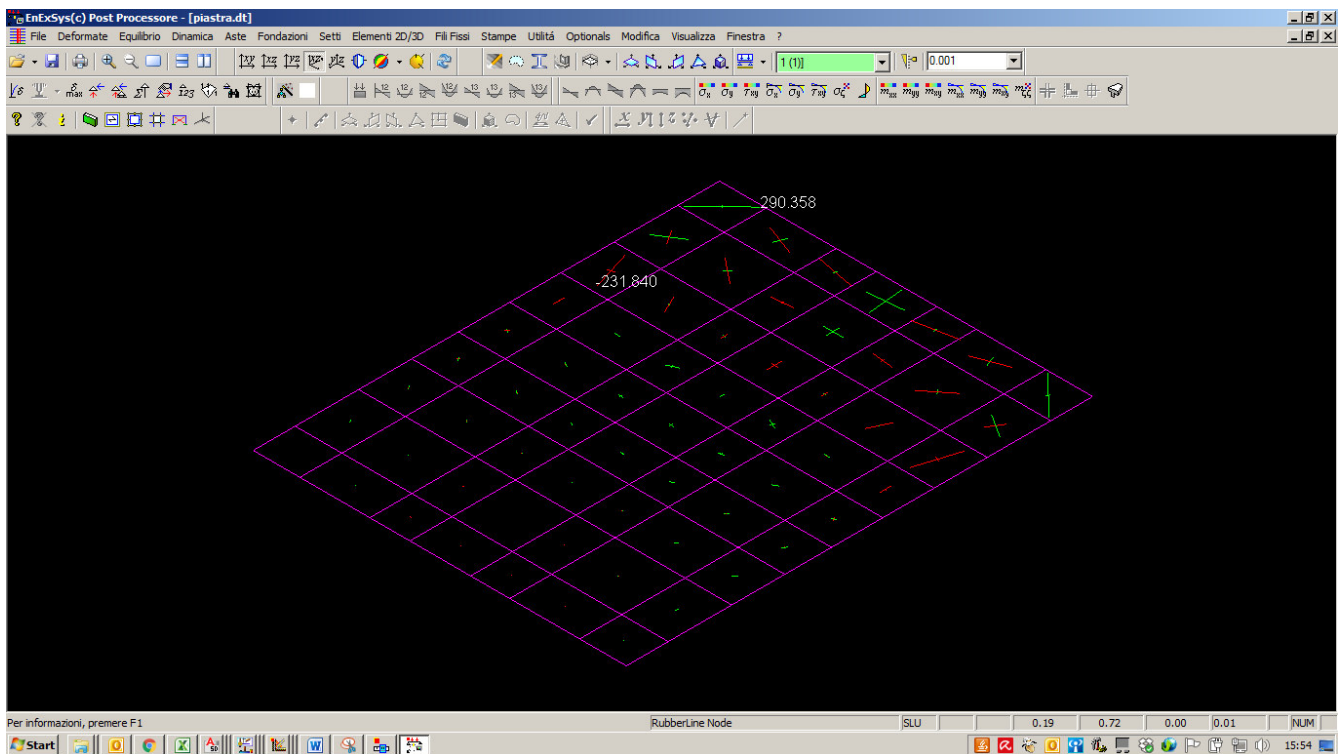 EnExSys(c) Post Processore - [piastra.dt]
File Deformate Equilibrio Dinamica Aste Fondazioni Setti Elementi 2D/3D Fili Fissi Stampe Utilitá Optionals Modifica Visualizza Finestra ?
1 (1)] 0.001
290.358
-231.840
Per informazioni, premere F1 RubberLine Node SLU 0.19 0.72 0.00 0.01 NUM
Start 15:54